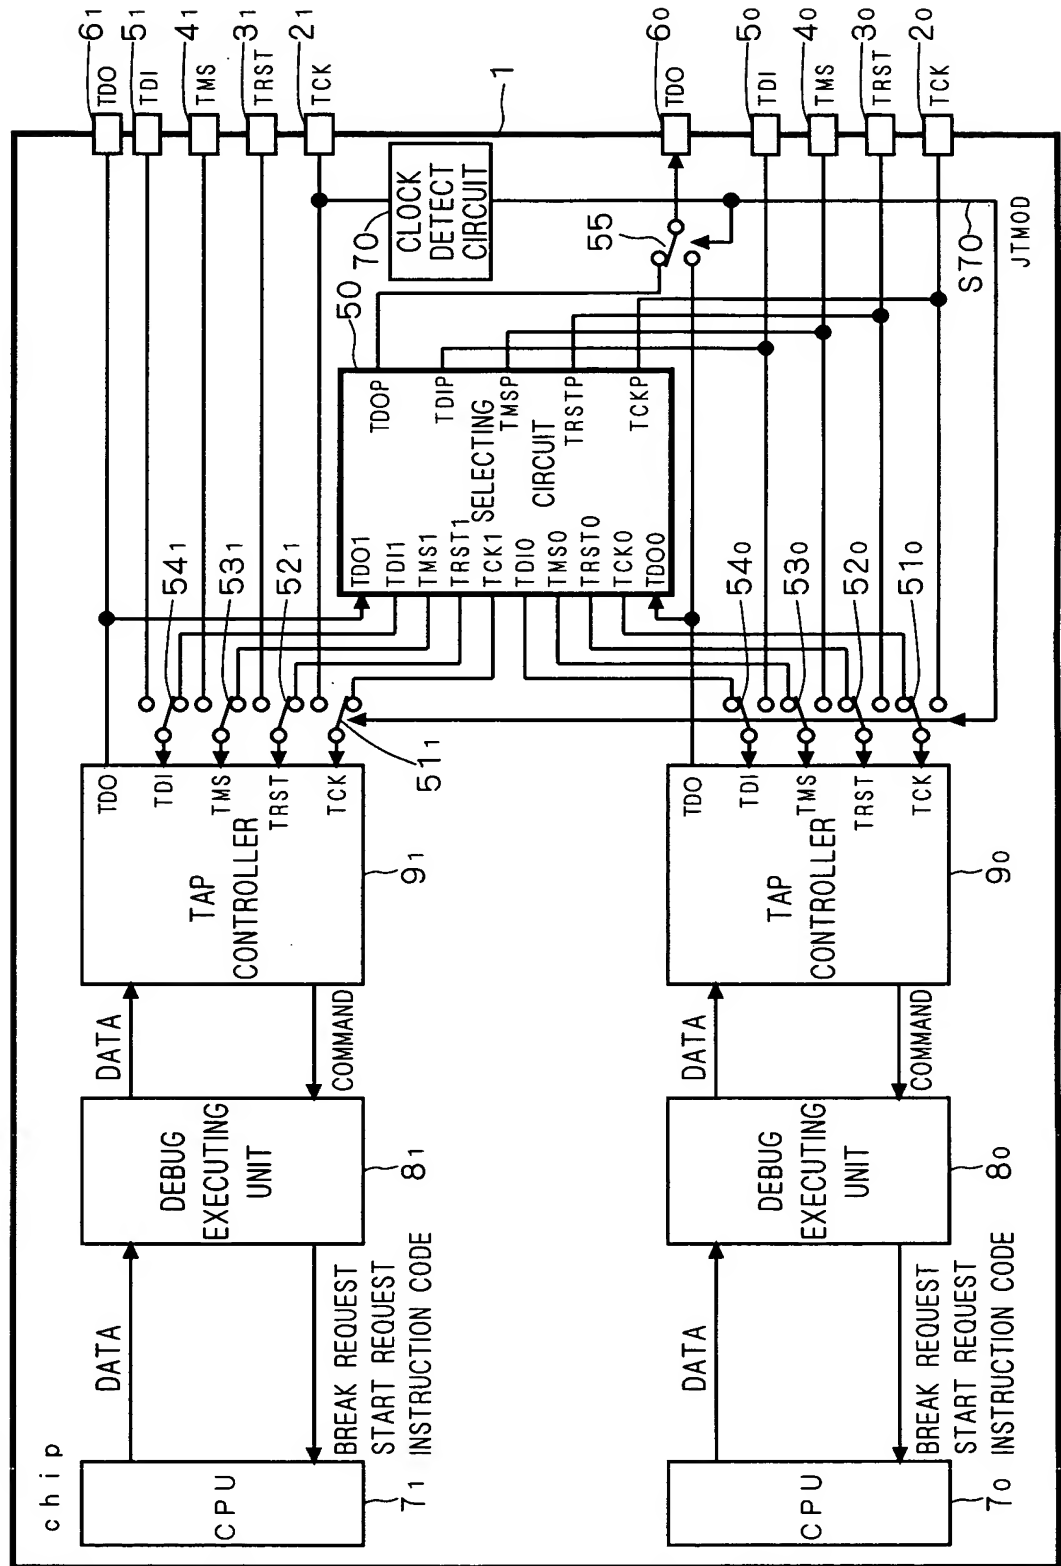 chip
CPU
7₁
DATA
BREAK REQUEST
START REQUEST
INSTRUCTION CODE
DEBUG
EXECUTING
UNIT
8₁
DATA
COMMAND
TAP
CONTROLLER
9₁
TDO
TDI
TMS
TRST
TCK
54₁
53₁
52₁
51₁
TDO 6₁
TDI 5₁
TMS 4₁
TRST 3₁
TCK 2₁
1
70
CLOCK
DETECT
CIRCUIT
50
SELECTING
CIRCUIT
TDO1
TDI1
TMS1
TRST1
TCK1
TDI0
TMS0
TRST0
TCK0
TDO0
TDOP
TDIP
TMSP
TRSTP
TCKP
55
CPU
7₀
DATA
BREAK REQUEST
START REQUEST
INSTRUCTION CODE
DEBUG
EXECUTING
UNIT
8₀
DATA
COMMAND
TAP
CONTROLLER
9₀
TDO
TDI
TMS
TRST
TCK
54₀
53₀
52₀
51₀
TDO 6₀
TDI 5₀
TMS 4₀
TRST 3₀
TCK 2₀
S70
JTMOD